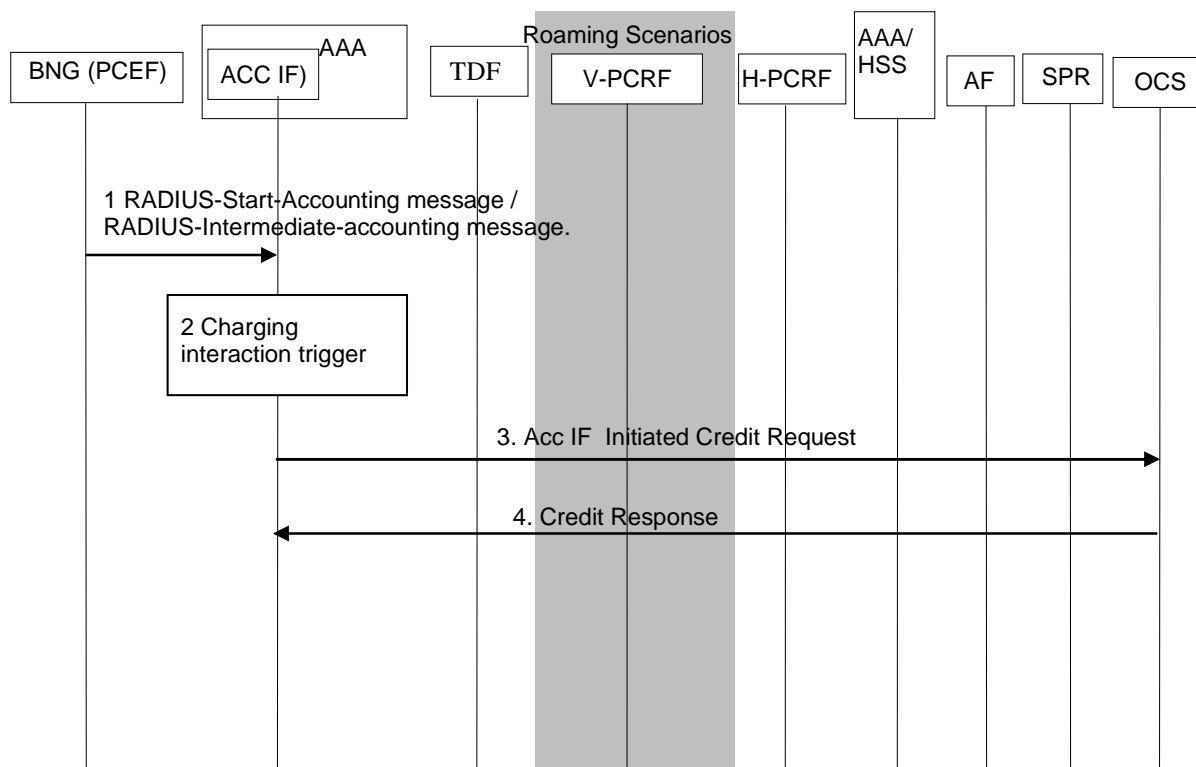 Roaming Scenarios
BNG (PCEF)
AAA
ACC IF)
TDF
V-PCRF
H-PCRF
AAA/
HSS
AF
SPR
OCS
1 RADIUS-Start-Accounting message /
RADIUS-Intermediate-accounting message.
2 Charging
interaction trigger
3. Acc IF Initiated Credit Request
4. Credit Response